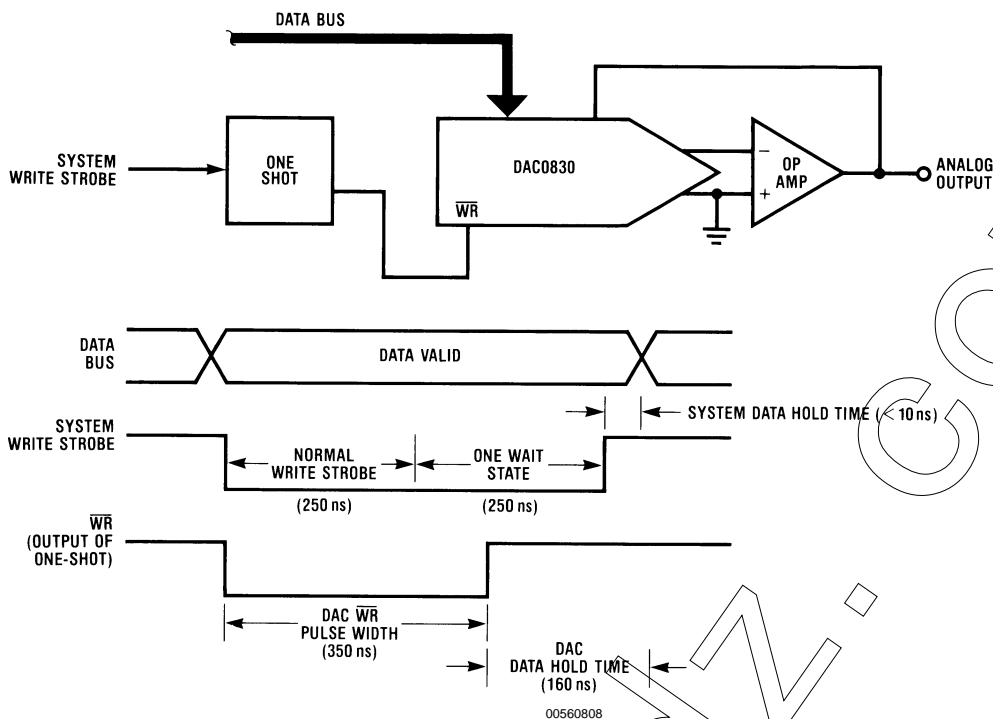 DATA BUS
SYSTEM
WRITE STROBE
ONE
SHOT
DAC0830
WR
−
+
OP
AMP
ANALOG
OUTPUT
DATA
BUS
DATA VALID
SYSTEM DATA HOLD TIME (<10 ns)
SYSTEM
WRITE STROBE
NORMAL
WRITE STROBE
(250 ns)
ONE WAIT
STATE
(250 ns)
WR
(OUTPUT OF
ONE-SHOT)
DAC WR
PULSE WIDTH
(350 ns)
DAC
DATA HOLD TIME
(160 ns)
00560808